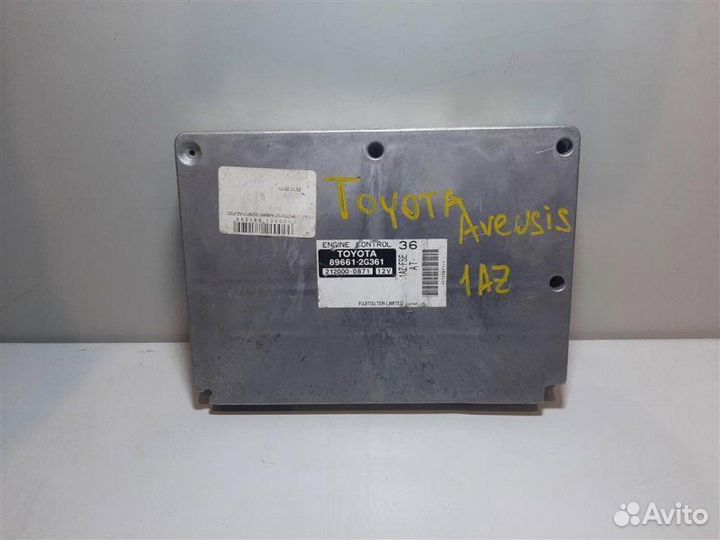 TOYOTA
Avensis
1AZ
ENGINE CONTROL 36
TOYOTA
89661-2G361
212000-0871 12V
1AZ-FSE
AT
FUJITSU TEN LIMITED
Avito